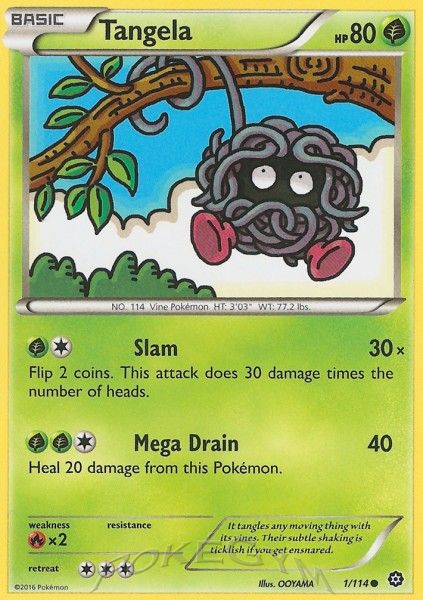 BASIC
Tangela
HP80
NO. 114 Vine Pokémon. HT: 3'03" WT: 77.2 lbs.
Slam 30×
Flip 2 coins. This attack does 30 damage times the
number of heads.
Mega Drain 40
Heal 20 damage from this Pokémon.
weakness
×2
resistance
retreat
It tangles any moving thing with
its vines. Their subtle shaking is
ticklish if you get ensnared.
POKEGYM
©2016 Pokémon
Illus. OOYAMA
1/114